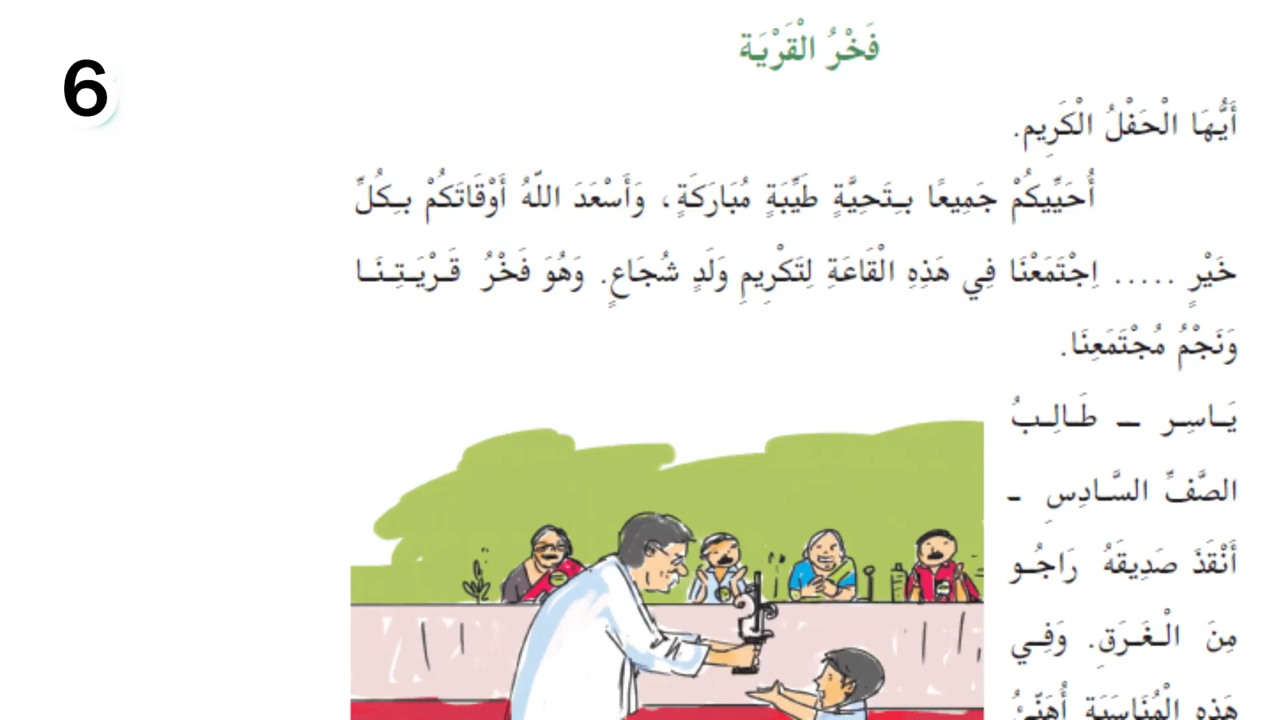 فَخْرُ الْقَرْيَة
6
أَيُّهَا الْحَفْلُ الْكَرِيم.
أُحَيِّيكُمْ جَمِيعًا بِتَحِيَّةٍ طَيِّبَةٍ مُبَارَكَةٍ، وَأَسْعَدَ اللّٰهُ أَوْقَاتَكُمْ بِكُلِّ
خَيْرٍ ..... اِجْتَمَعْنَا فِي هَذِهِ الْقَاعَةِ لِتَكْرِيمِ وَلَدٍ شُجَاعٍ. وَهُوَ فَخْرُ قَرْيَتِنَا
وَنَجْمُ مُجْتَمَعِنَا.
يَاسِر – طَالِبُ
الصَّفِّ السَّادِسِ -
أَنْقَذَ صَدِيقَهُ رَاجُو
مِنَ الْغَرَقِ. وَفِي
هَذِهِ الْمُنَاسَبَةِ أُهَنِّئُ